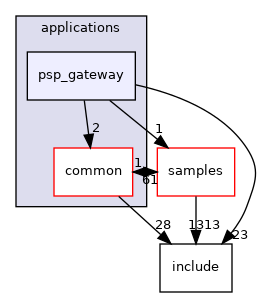 applications
psp_gateway
2
1
common
1
61
samples
28
1313
23
include